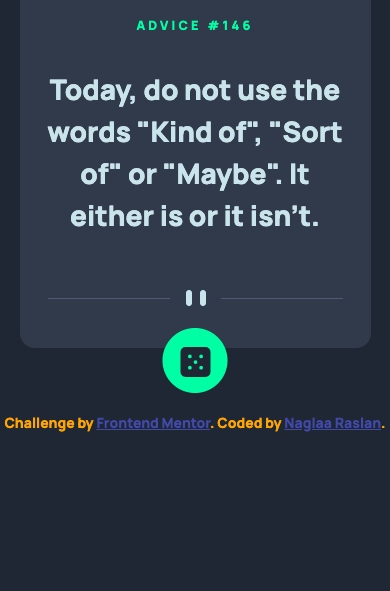 ADVICE #146
Today, do not use the
words "Kind of", "Sort
of" or "Maybe". It
either is or it isn't.
Challenge by Frontend Mentor. Coded by Naglaa Raslan.